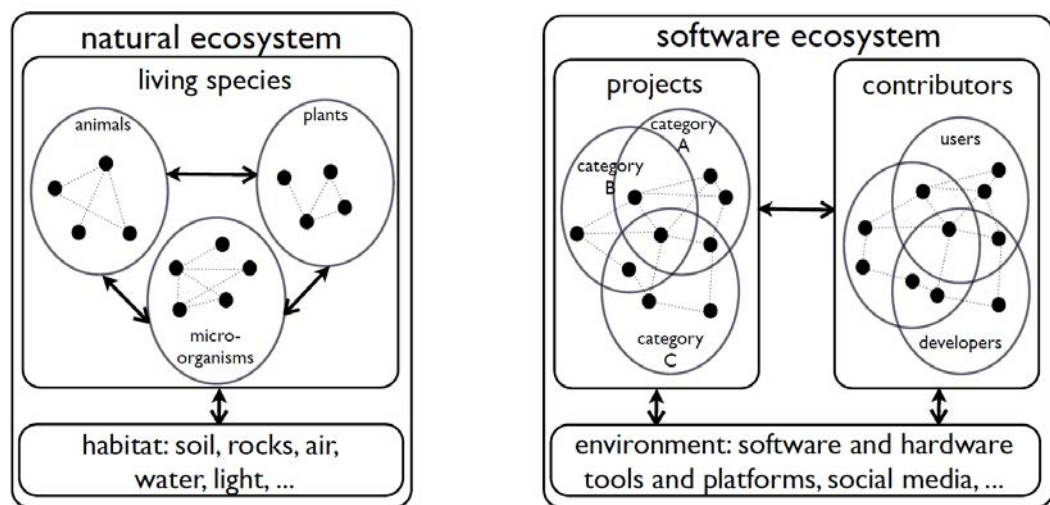 natural ecosystem
living species
animals
plants
micro-
organisms
habitat: soil, rocks, air,
water, light, ...
software ecosystem
projects
category
A
category
B
category
C
contributors
users
developers
environment: software and hardware
tools and platforms, social media, ...